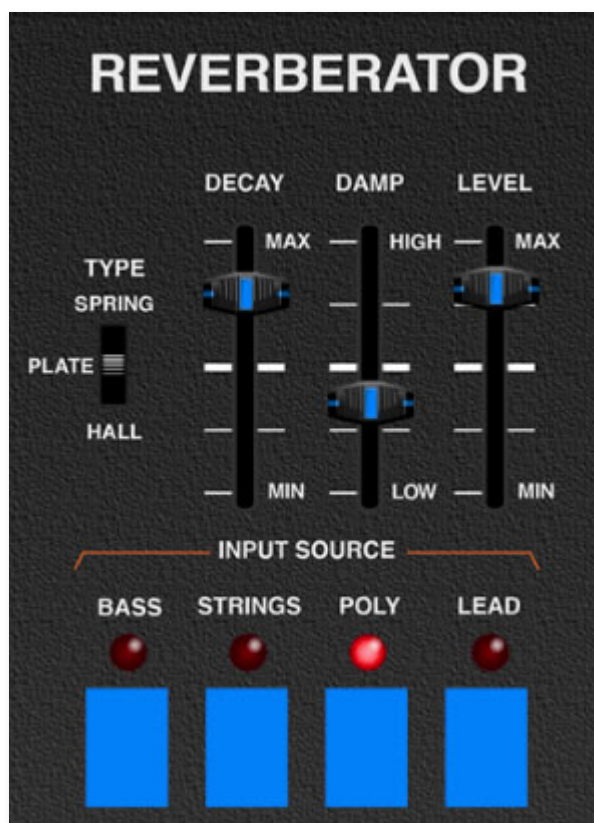 REVERBERATOR
DECAY DAMP LEVEL
MAX HIGH MAX
TYPE
SPRING
PLATE
HALL
MIN LOW MIN
INPUT SOURCE
BASS STRINGS POLY LEAD